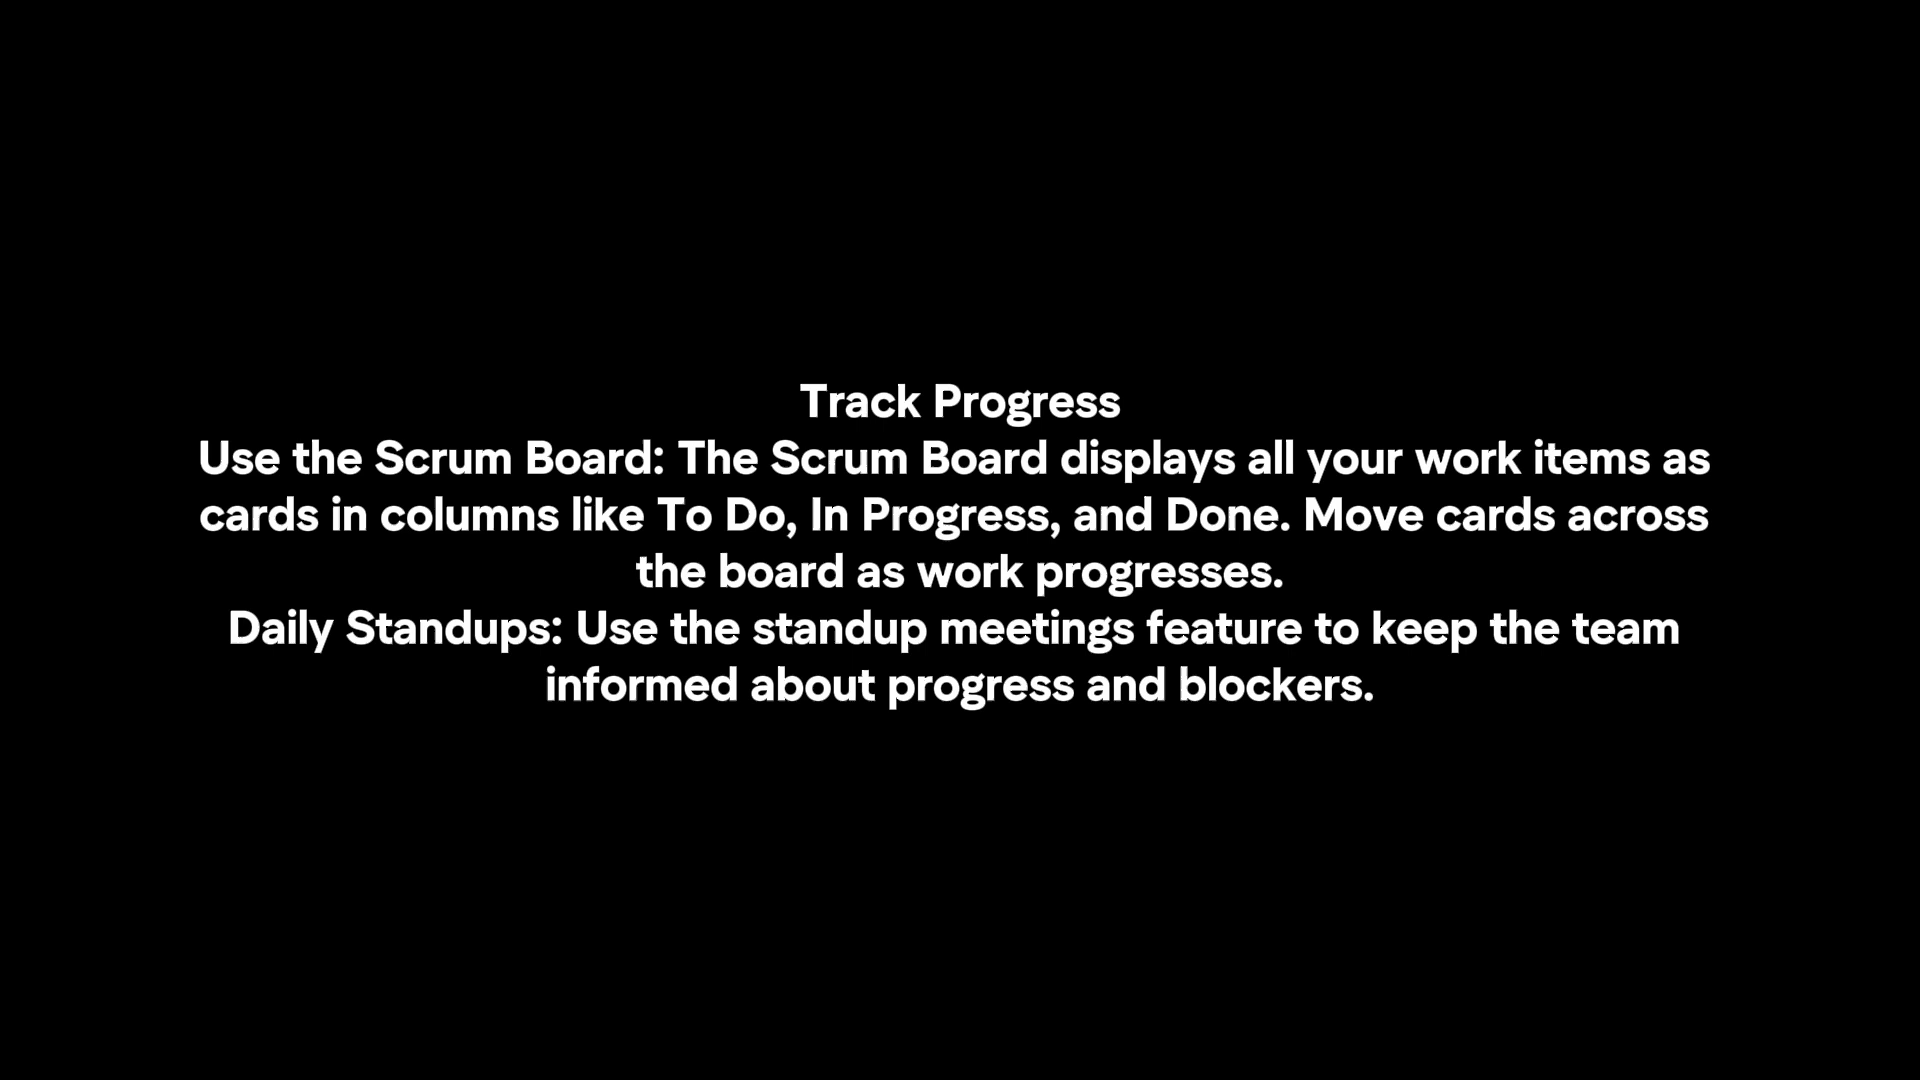 Track Progress
Use the Scrum Board: The Scrum Board displays all your work items as
cards in columns like To Do, In Progress, and Done. Move cards across
the board as work progresses.
Daily Standups: Use the standup meetings feature to keep the team
informed about progress and blockers.